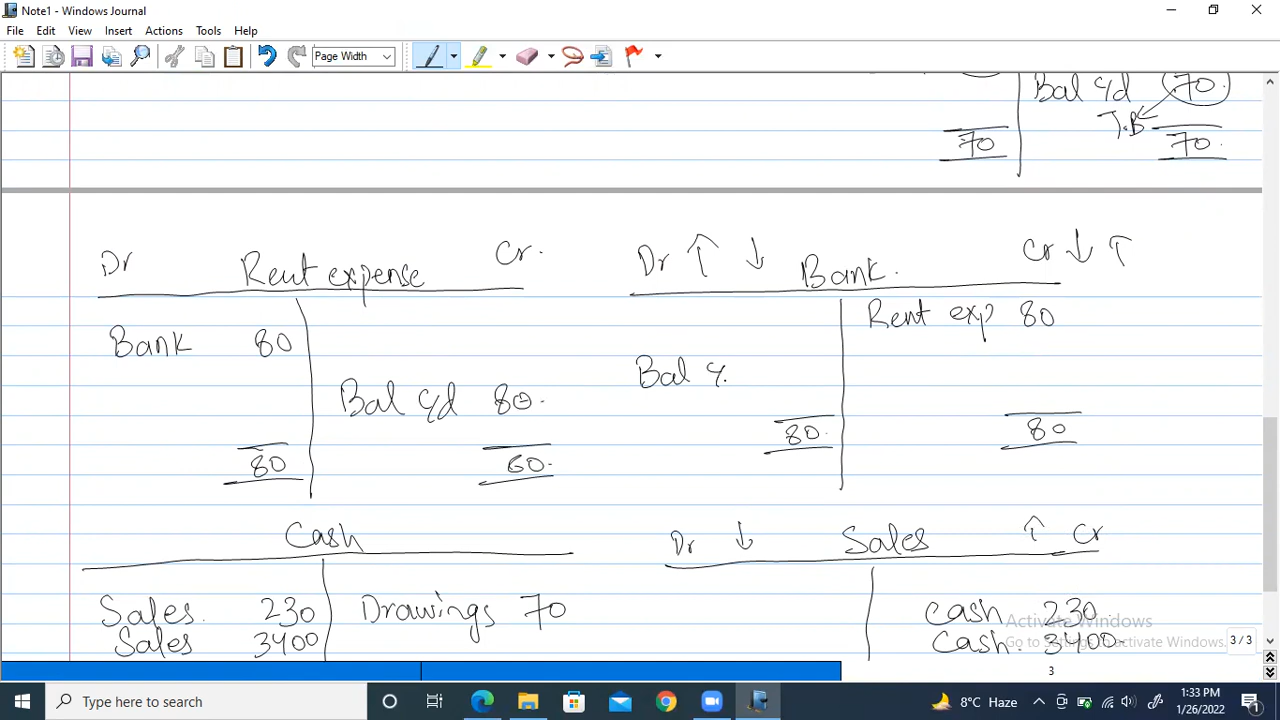 Note1 - Windows Journal
File Edit View Insert Actions Tools Help
Page Width
Bal c/d 70.
T.B
70 70.
Dr Rent expense Cr.
Dr ↑ ↓ Bank. Cr ↓ ↑
Bank 80
Rent exp 80
Bal c/d 80.
Bal c/
80 60.
80. 80
Cash
Dr ↓ Sales ↑ Cr
Sales. 230 Drawings 70
Cash 230
Sales 3400
Cash. 3400
Activate Windows
Go to Settings to activate Windows.
3/3
3
Type here to search
8°C Haze
1:33 PM
1/26/2022
1